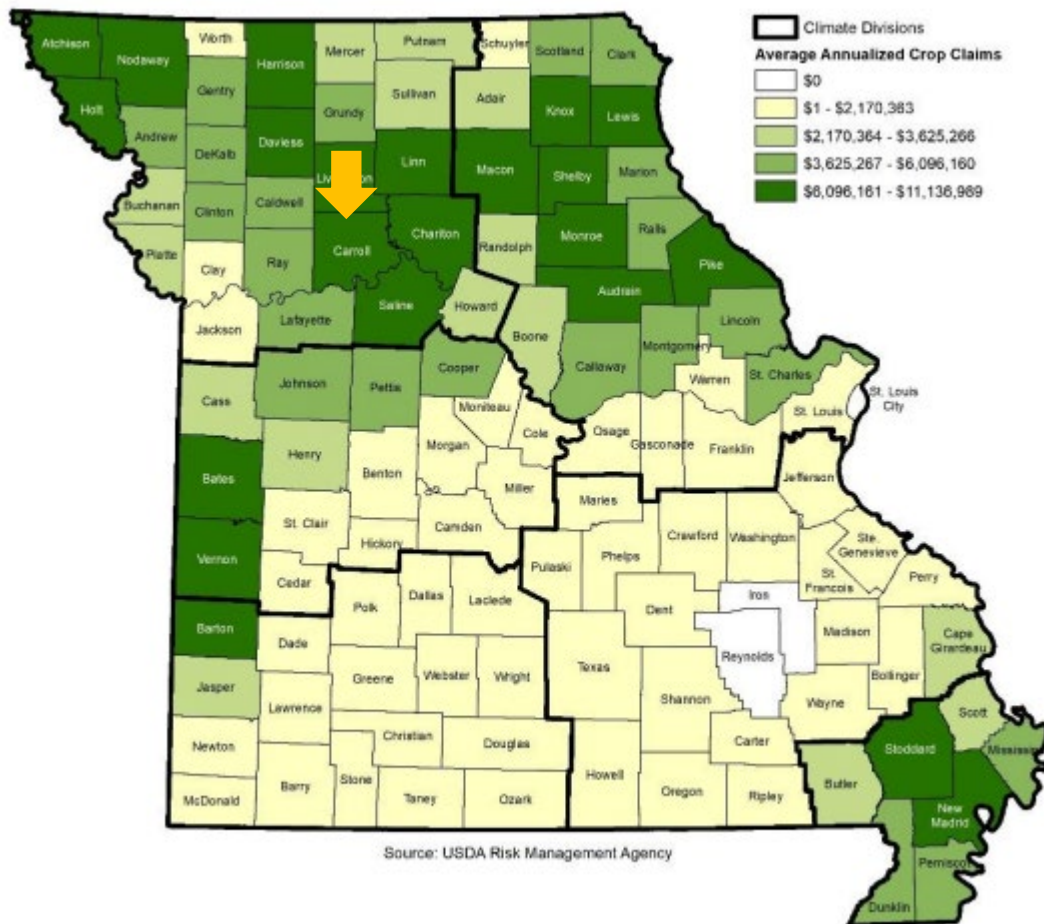 Climate Divisions
Average Annualized Crop Claims
$0
$1 - $2,170,363
$2,170,364 - $3,625,266
$3,625,267 - $6,096,160
$6,096,161 - $11,136,989
Atchison
Nodaway
Worth
Harrison
Mercer
Putnam
Schuyler
Scotland
Clark
Holt
Gentry
Sullivan
Adair
Knox
Lewis
Andrew
DeKalb
Daviess
Grundy
Linn
Macon
Shelby
Marion
Buchanan
Clinton
Caldwell
Carroll
Chariton
Randolph
Monroe
Ralls
Pike
Platte
Clay
Ray
Saline
Howard
Audrain
Jackson
Lafayette
Boone
Callaway
Montgomery
Lincoln
Warren
St. Charles
St. Louis
St. Louis
City
Cass
Johnson
Pettis
Cooper
Moniteau
Cole
Osage
Gasconade
Franklin
Jefferson
Henry
Benton
Morgan
Miller
Maries
Bates
St. Clair
Hickory
Camden
Pulaski
Phelps
Crawford
Washington
Ste.
Genevieve
St.
Francois
Perry
Vernon
Cedar
Polk
Dallas
Laclede
Dent
Iron
Reynolds
Madison
Bollinger
Cape
Girardeau
Barton
Dade
Greene
Webster
Wright
Texas
Shannon
Wayne
Scott
Jasper
Lawrence
Christian
Douglas
Carter
Butler
Stoddard
Newton
McDonald
Barry
Stone
Taney
Ozark
Howell
Oregon
Ripley
New
Madrid
Pemiscot
Dunklin
Source: USDA Risk Management Agency